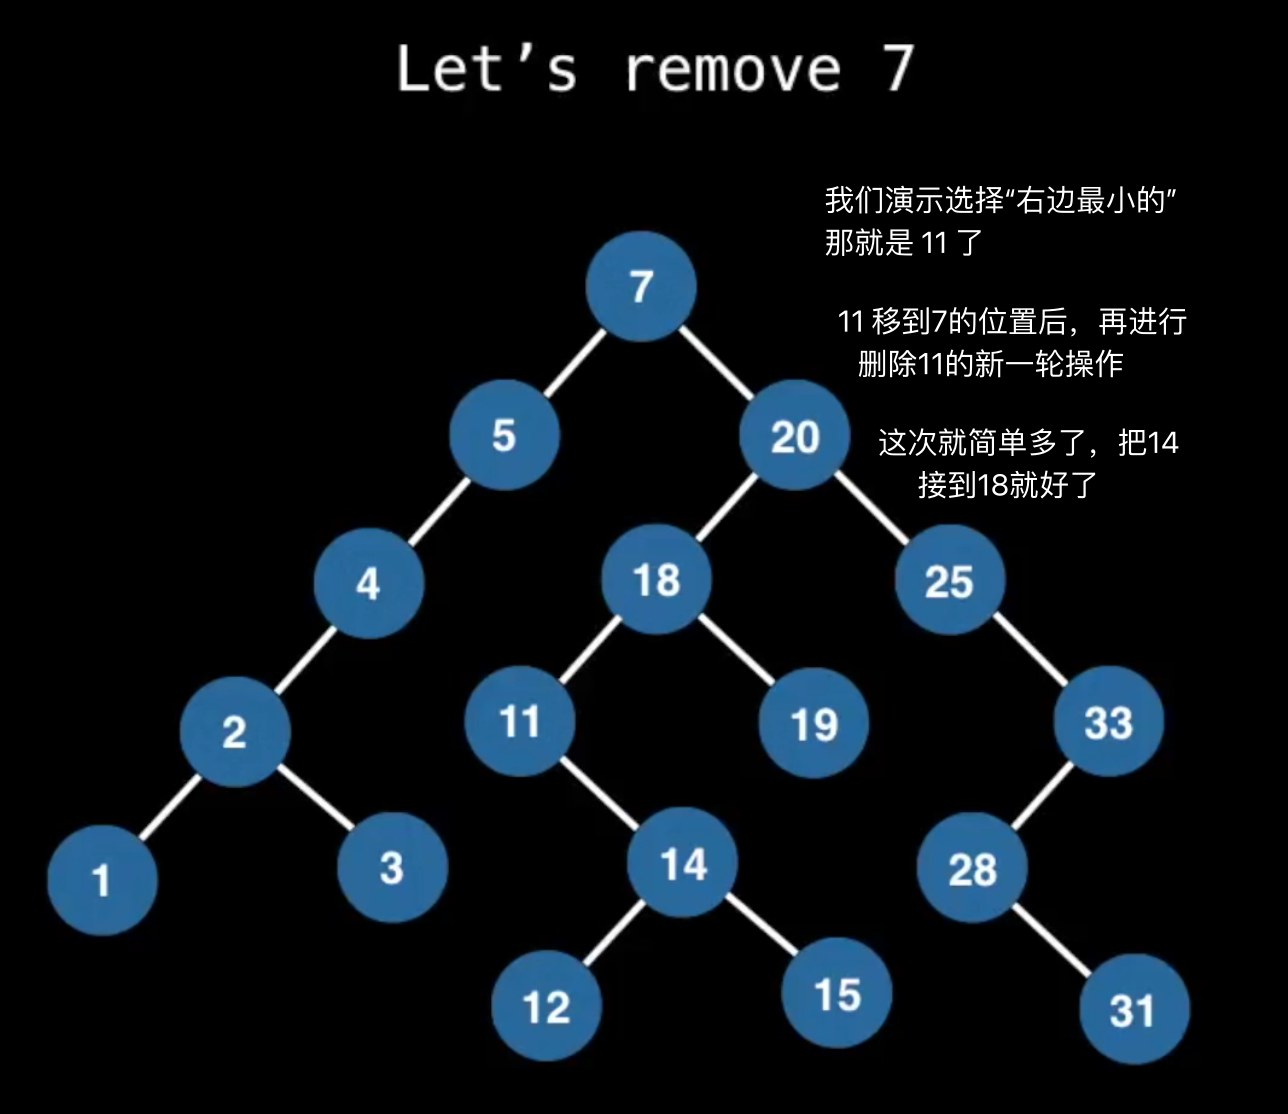 Let's remove 7
我们演示选择“右边最小的”
那就是 11 了
11 移到7的位置后，再进行
删除11的新一轮操作
这次就简单多了，把14
接到18就好了
7
5
20
4
18
25
2
11
19
33
1
3
14
28
12
15
31